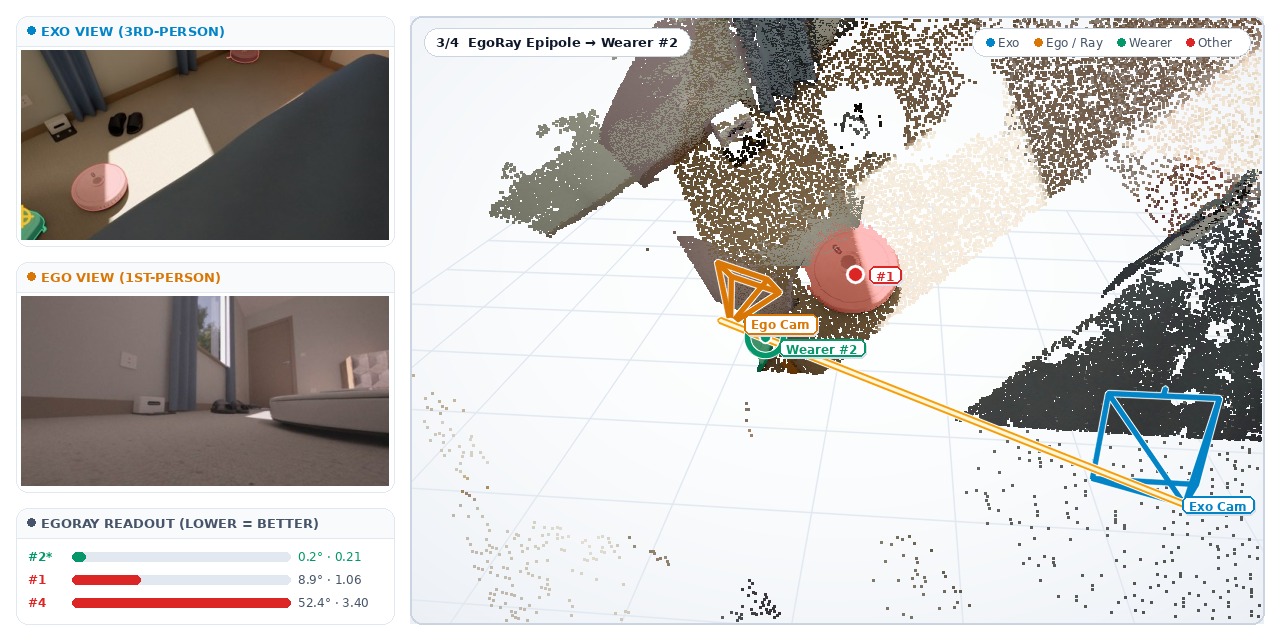 EXO VIEW (3RD-PERSON)
EGO VIEW (1ST-PERSON)
EGORAY READOUT (LOWER = BETTER)
#2* 0.2° · 0.21
#1 8.9° · 1.06
#4 52.4° · 3.40
3/4 EgoRay Epipole → Wearer #2
Exo Ego / Ray Wearer Other
#1
Ego Cam
Wearer #2
Exo Cam